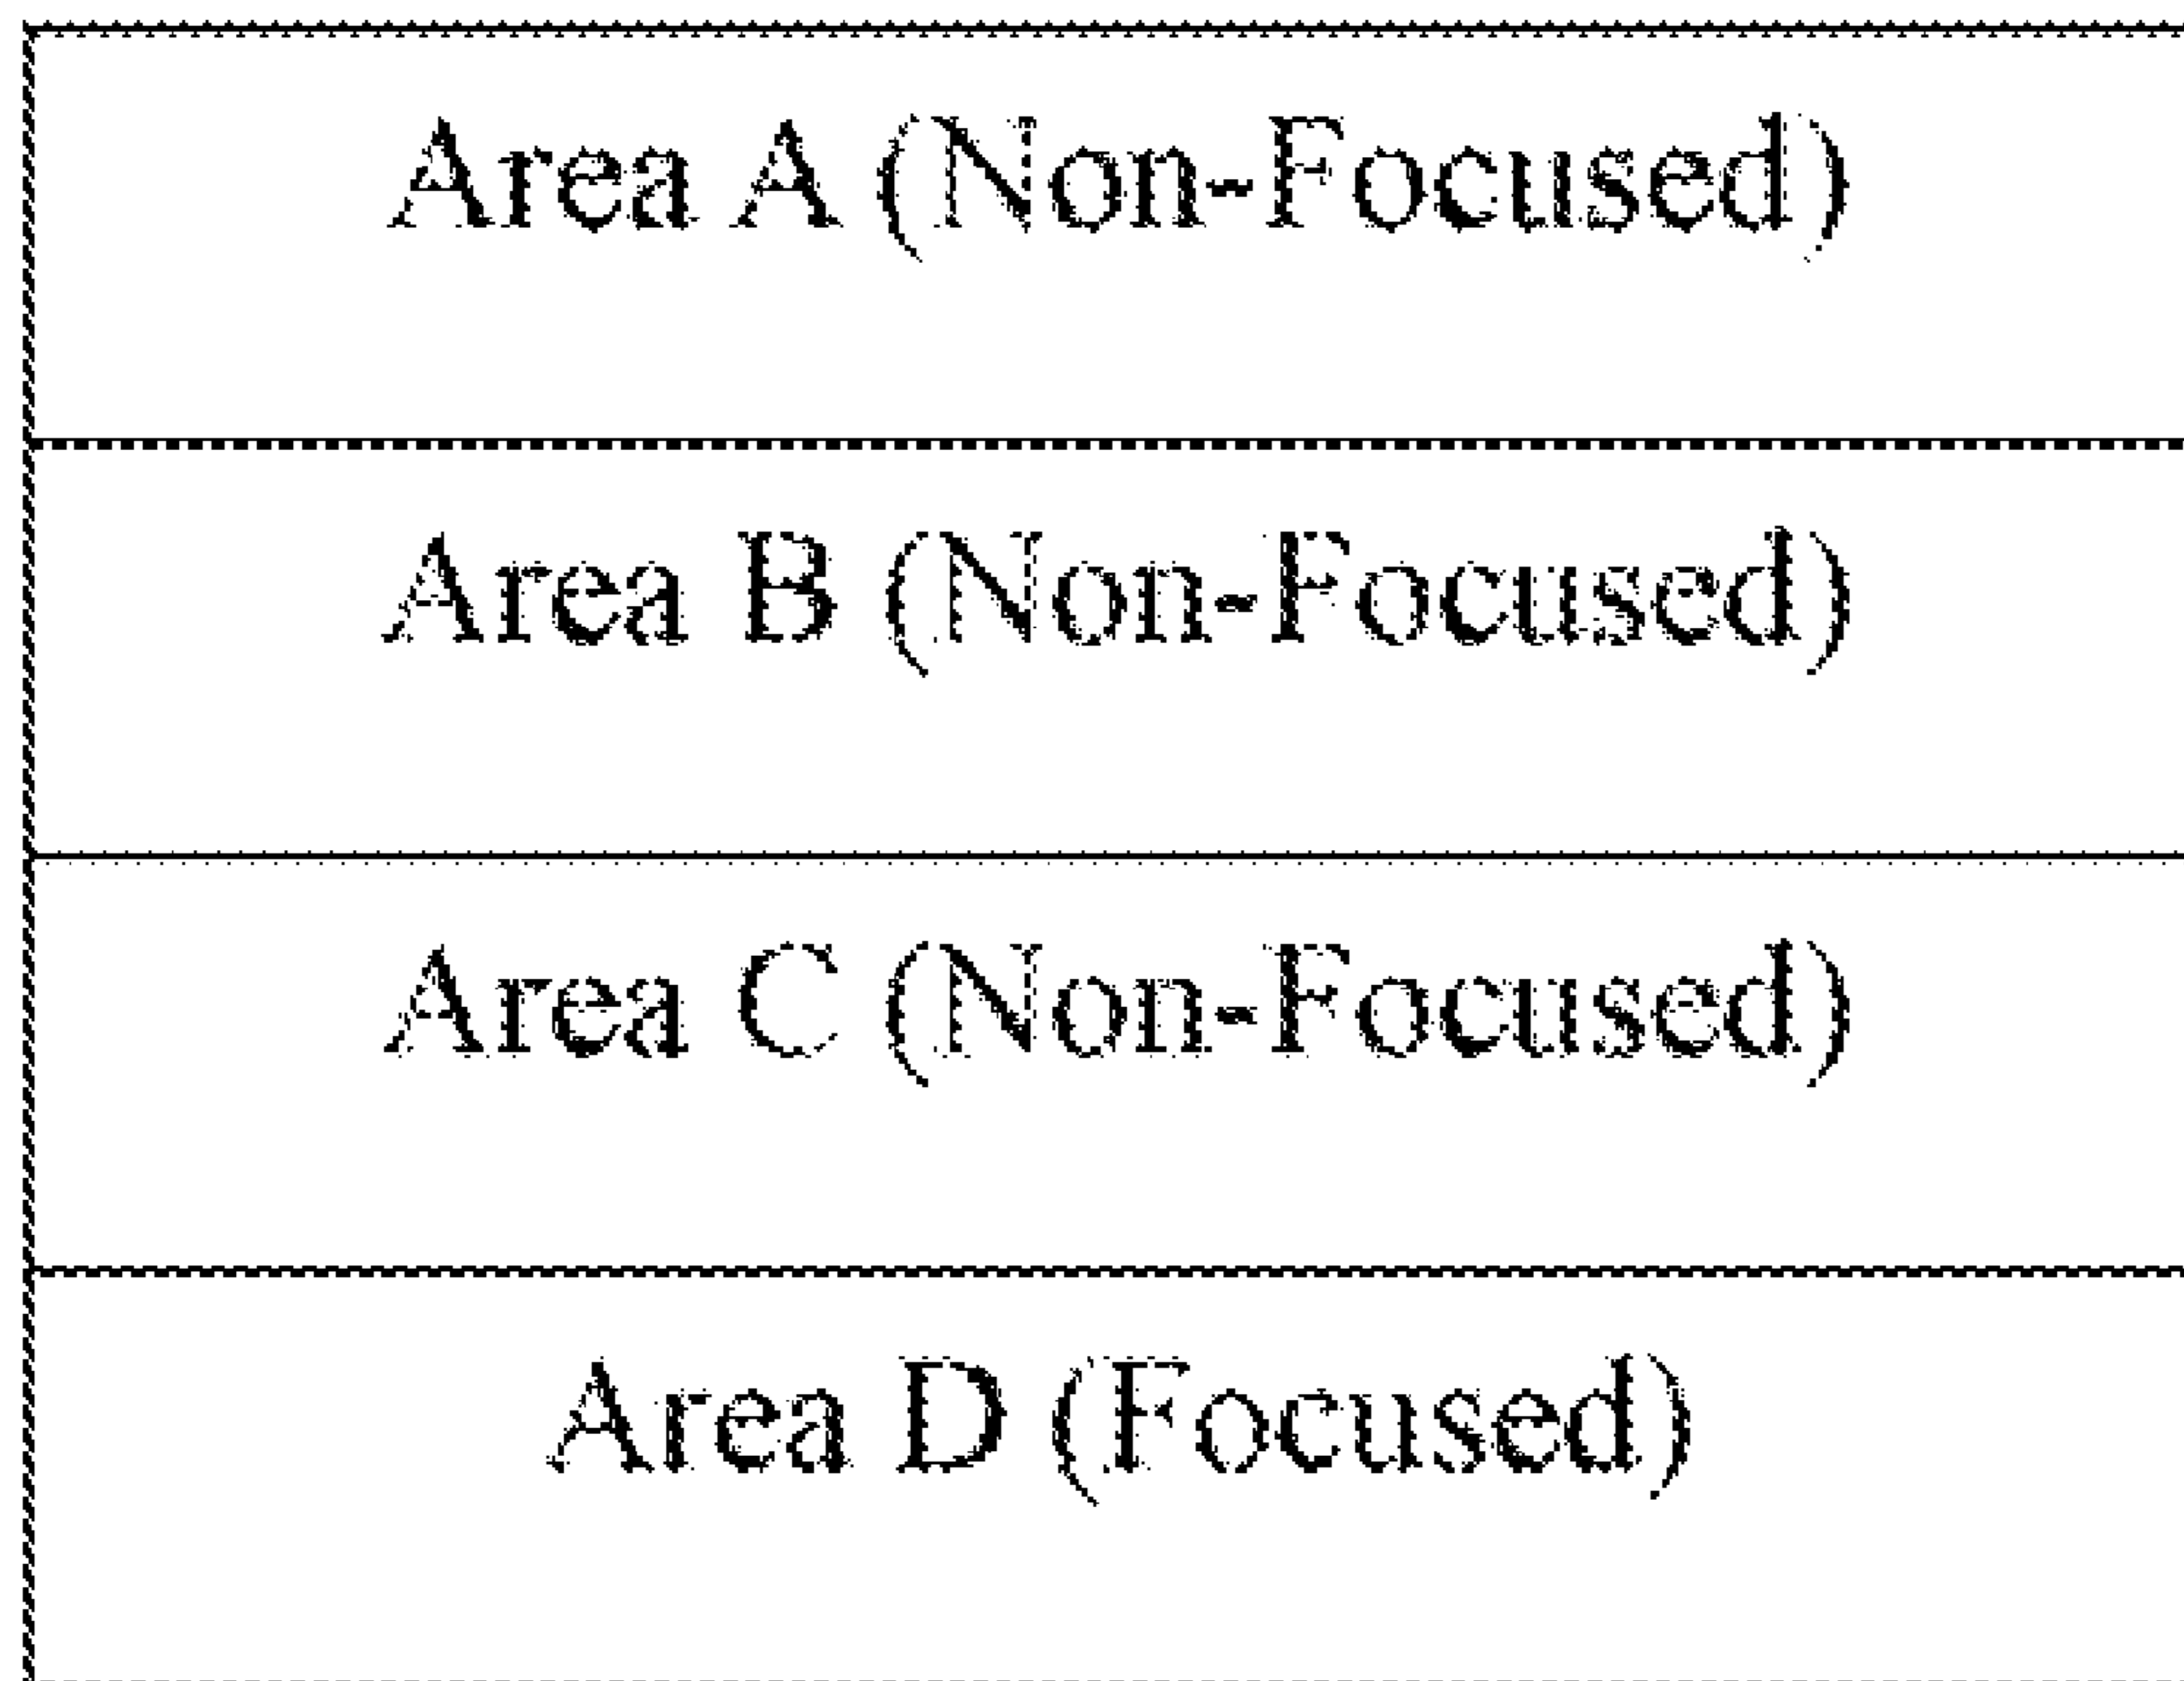 Area A (Non-Focused)
Area B (Non-Focused)
Area C (Non-Focused)
Area D (Focused)